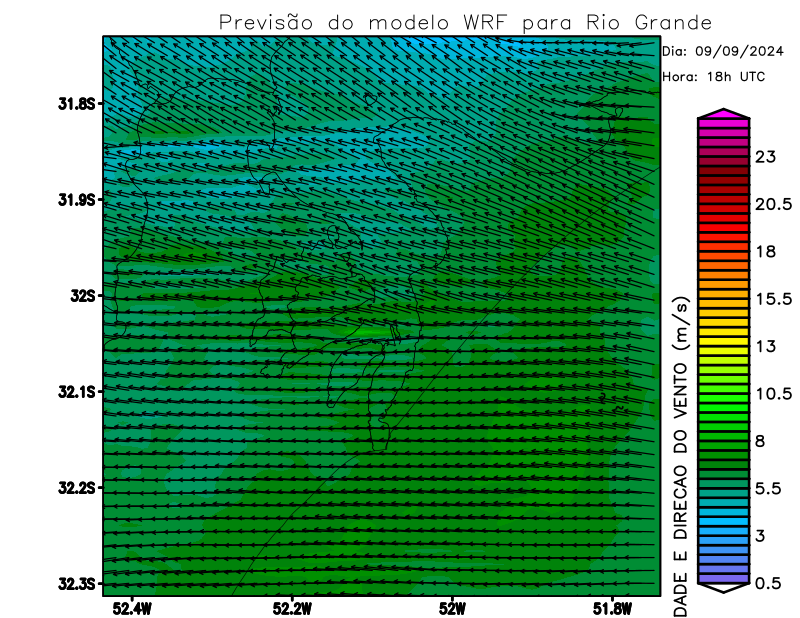 Previsão do modelo WRF para Rio Grande
Dia: 09/09/2024
Hora: 18h UTC
31.8S
31.9S
32S
32.1S
32.2S
32.3S
52.4W
52.2W
52W
51.8W
23
20.5
18
15.5
13
10.5
8
5.5
3
0.5
DADE E DIRECAO DO VENTO (m/s)